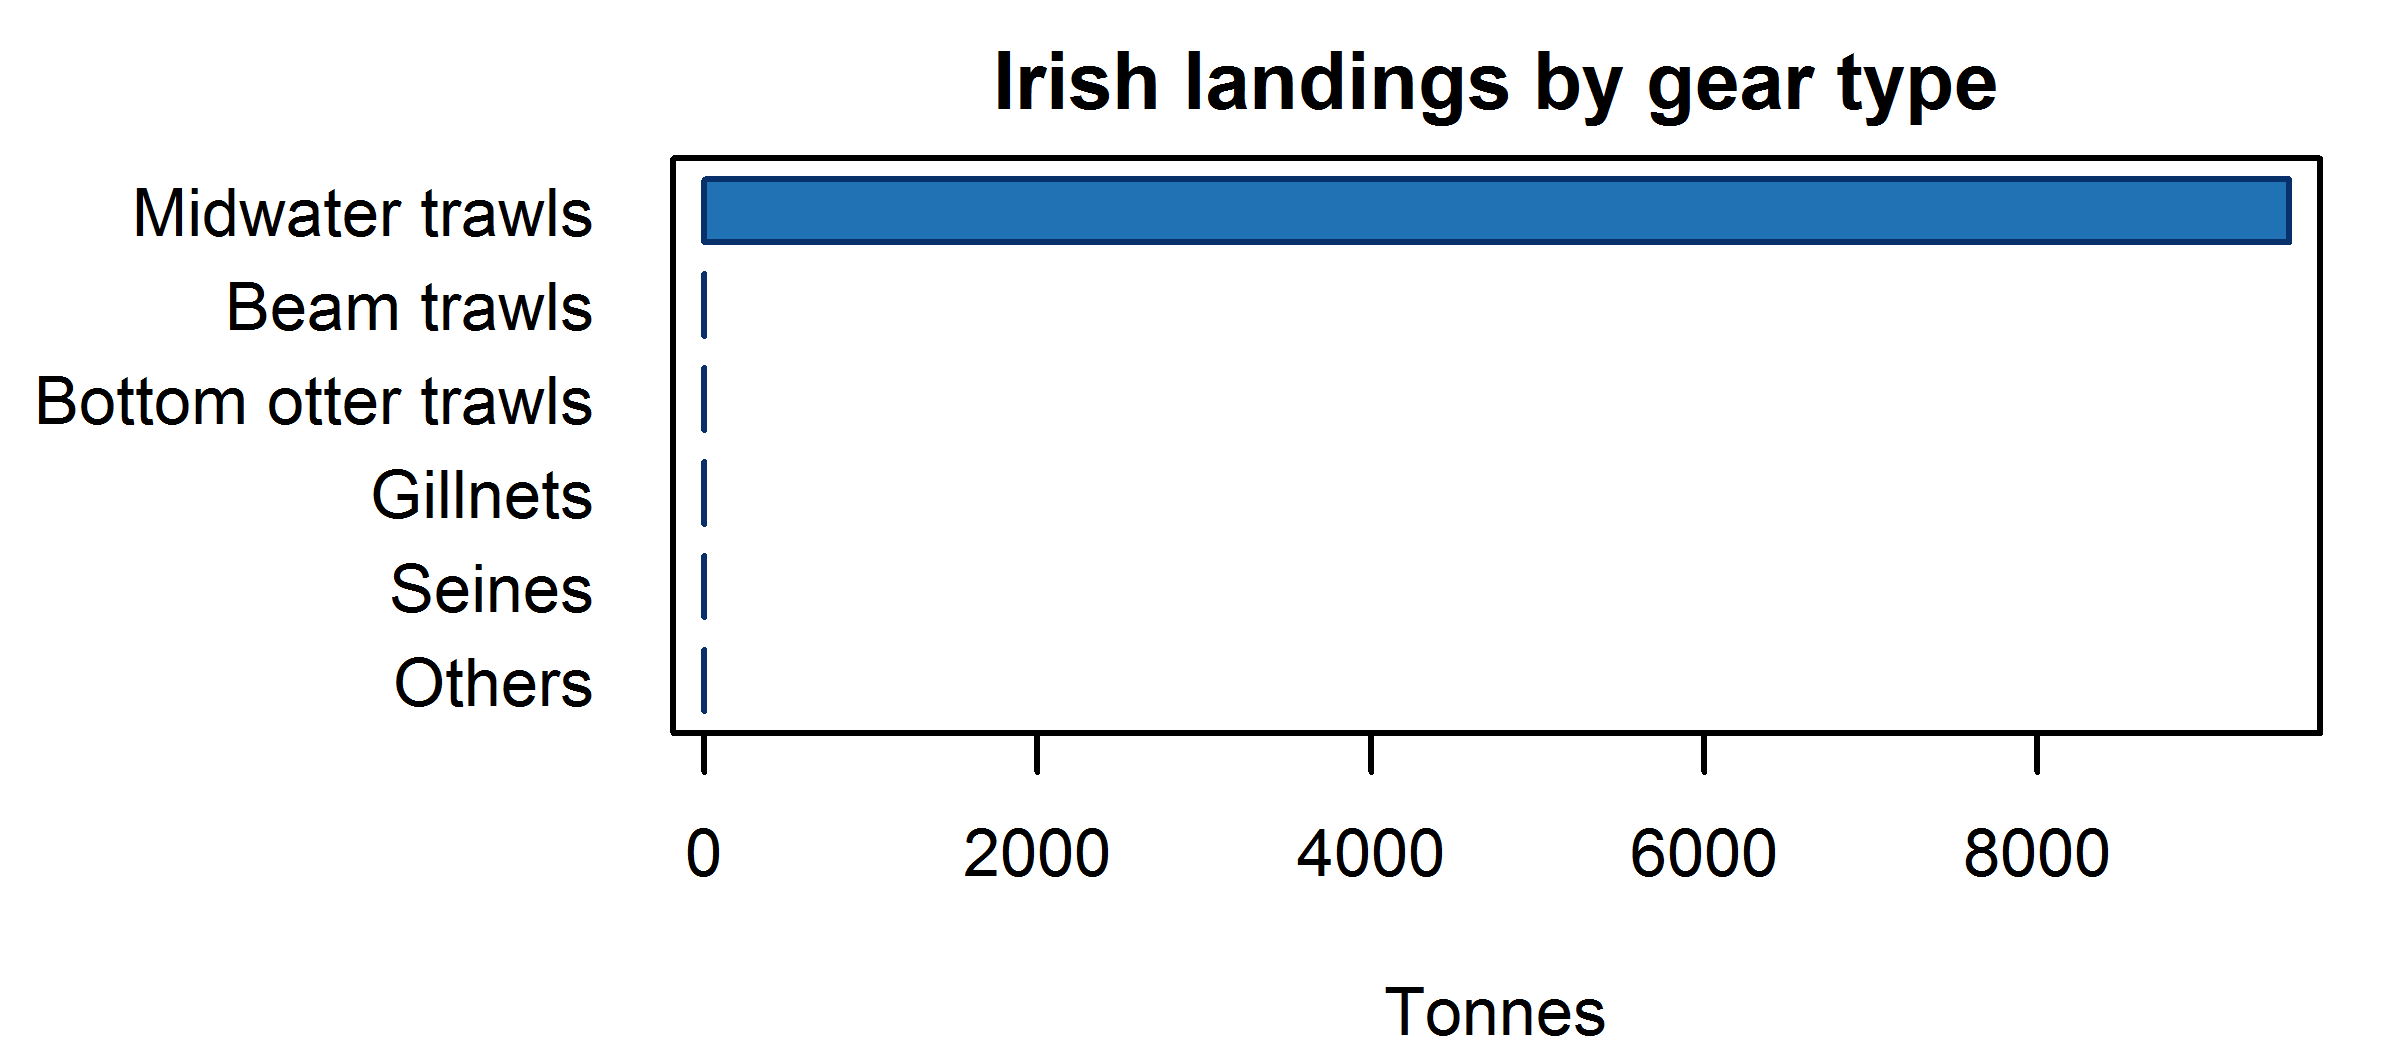 Irish landings by gear type
Midwater trawls
Beam trawls
Bottom otter trawls
Gillnets
Seines
Others
0 2000 4000 6000 8000
Tonnes